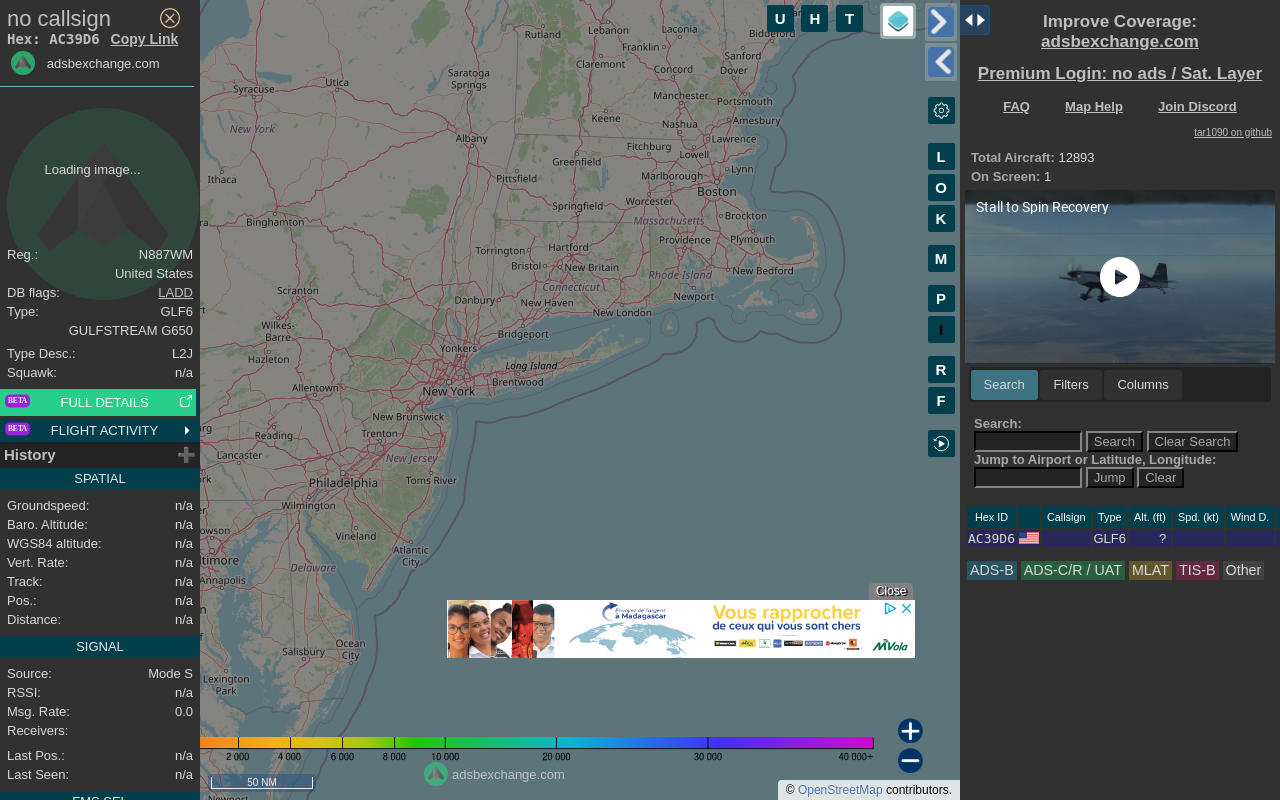 no callsign
Hex: AC39D6 Copy Link
adsbexchange.com
Loading image...
Reg.: N887WM
United States
DB flags: LADD
Type: GLF6
GULFSTREAM G650
Type Desc.: L2J
Squawk: n/a
BETA FULL DETAILS
BETA FLIGHT ACTIVITY
History
SPATIAL
Groundspeed: n/a
Baro. Altitude: n/a
WGS84 altitude: n/a
Vert. Rate: n/a
Track: n/a
Pos.: n/a
Distance: n/a
SIGNAL
Source: Mode S
RSSI: n/a
Msg. Rate: 0.0
Receivers:
Last Pos.: n/a
Last Seen: n/a
FMS SEL
U H T
L
O
K
M
P
I
R
F
Rutland
Lebanon
Laconia
Biddeford
Franklin
Sanford
Claremont
Concord
Dover
Utica
Saratoga Springs
Syracuse
Manchester
Portsmouth
Keene
Nashua
Amesbury
New York
Albany
Lawrence
Fitchburg
Lowell
Greenfield
Lynn
Ithaca
Pittsfield
Marlborough
Boston
Springfield
Worcester
Binghamton
Massachusetts
Brockton
Torrington
Hartford
Providence
Plymouth
Bristol
New Britain
Rhode Island
New Bedford
Connecticut
Scranton
Danbury
New Haven
New London
Newport
Wilkes-Barre
Bridgeport
Hazleton
Yonkers
Long Island
Brentwood
Allentown
New York
New Brunswick
Reading
Trenton
Lancaster
New Jersey
Philadelphia
Toms River
Wilmington
Vineland
Atlantic City
Delaware
Annapolis
Ocean City
Salisbury
Lexington Park
Close
Envoyez de l'argent
à Madagascar
Vous rapprocher
de ceux qui vous sont chers
MVola
2 000 4 000 6 000 8 000 10 000 20 000 30 000 40 000+
50 NM
adsbexchange.com
© OpenStreetMap contributors.
Improve Coverage:
adsbexchange.com
Premium Login: no ads / Sat. Layer
FAQ Map Help Join Discord
tar1090 on github
Total Aircraft: 12893
On Screen: 1
Stall to Spin Recovery
Search Filters Columns
Search:
Search Clear Search
Jump to Airport or Latitude, Longitude:
Jump Clear
Hex ID Callsign Type Alt. (ft) Spd. (kt) Wind D.
AC39D6 GLF6 ?
ADS-B ADS-C/R / UAT MLAT TIS-B Other